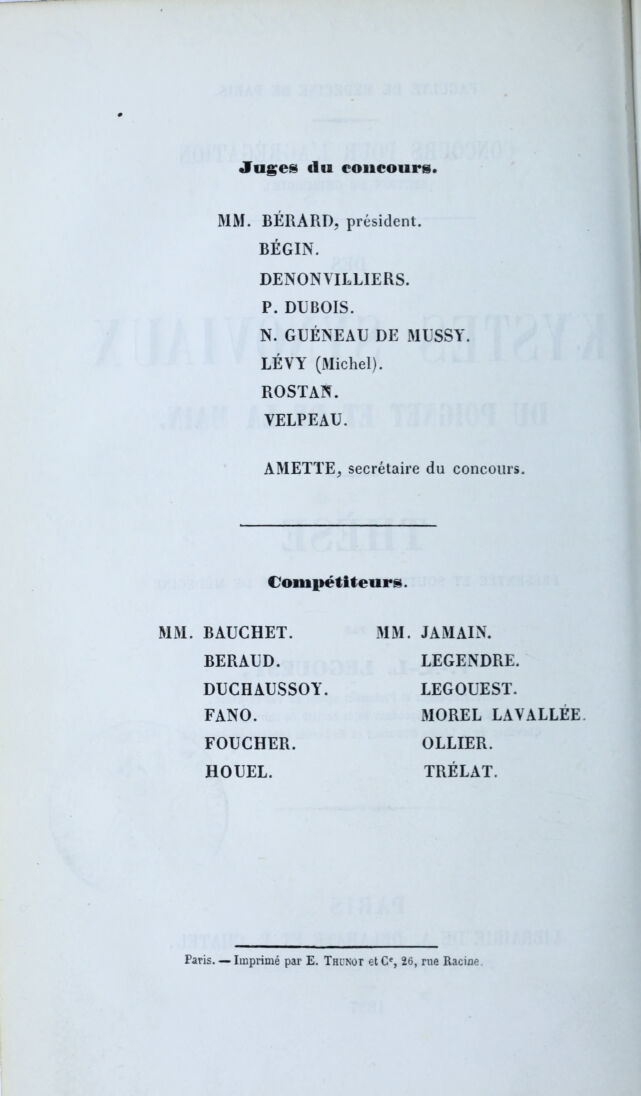 Juges du concours.
MM. BÉRARD, président.
BÉGIN.
DENONVILLIERS.
P. DUBOIS.
N. GUÉNEAU DE MUSSY.
LÉVY (Michel).
ROSTAN.
VELPEAU.
AMETTE, secrétaire du concours.
Compétiteurs.
MM. BAUCHET. MM. JAMAIN.
BERAUD. LEGENDRE.
DUCHAUSSOY. LEGOUEST.
FANO. MOREL LAVALLÉE.
FOUCHER. OLLIER.
HOUEL. TRÉLAT.
Paris. — Imprimé par E. THUNOT et Cᵉ, 26, rue Racine.